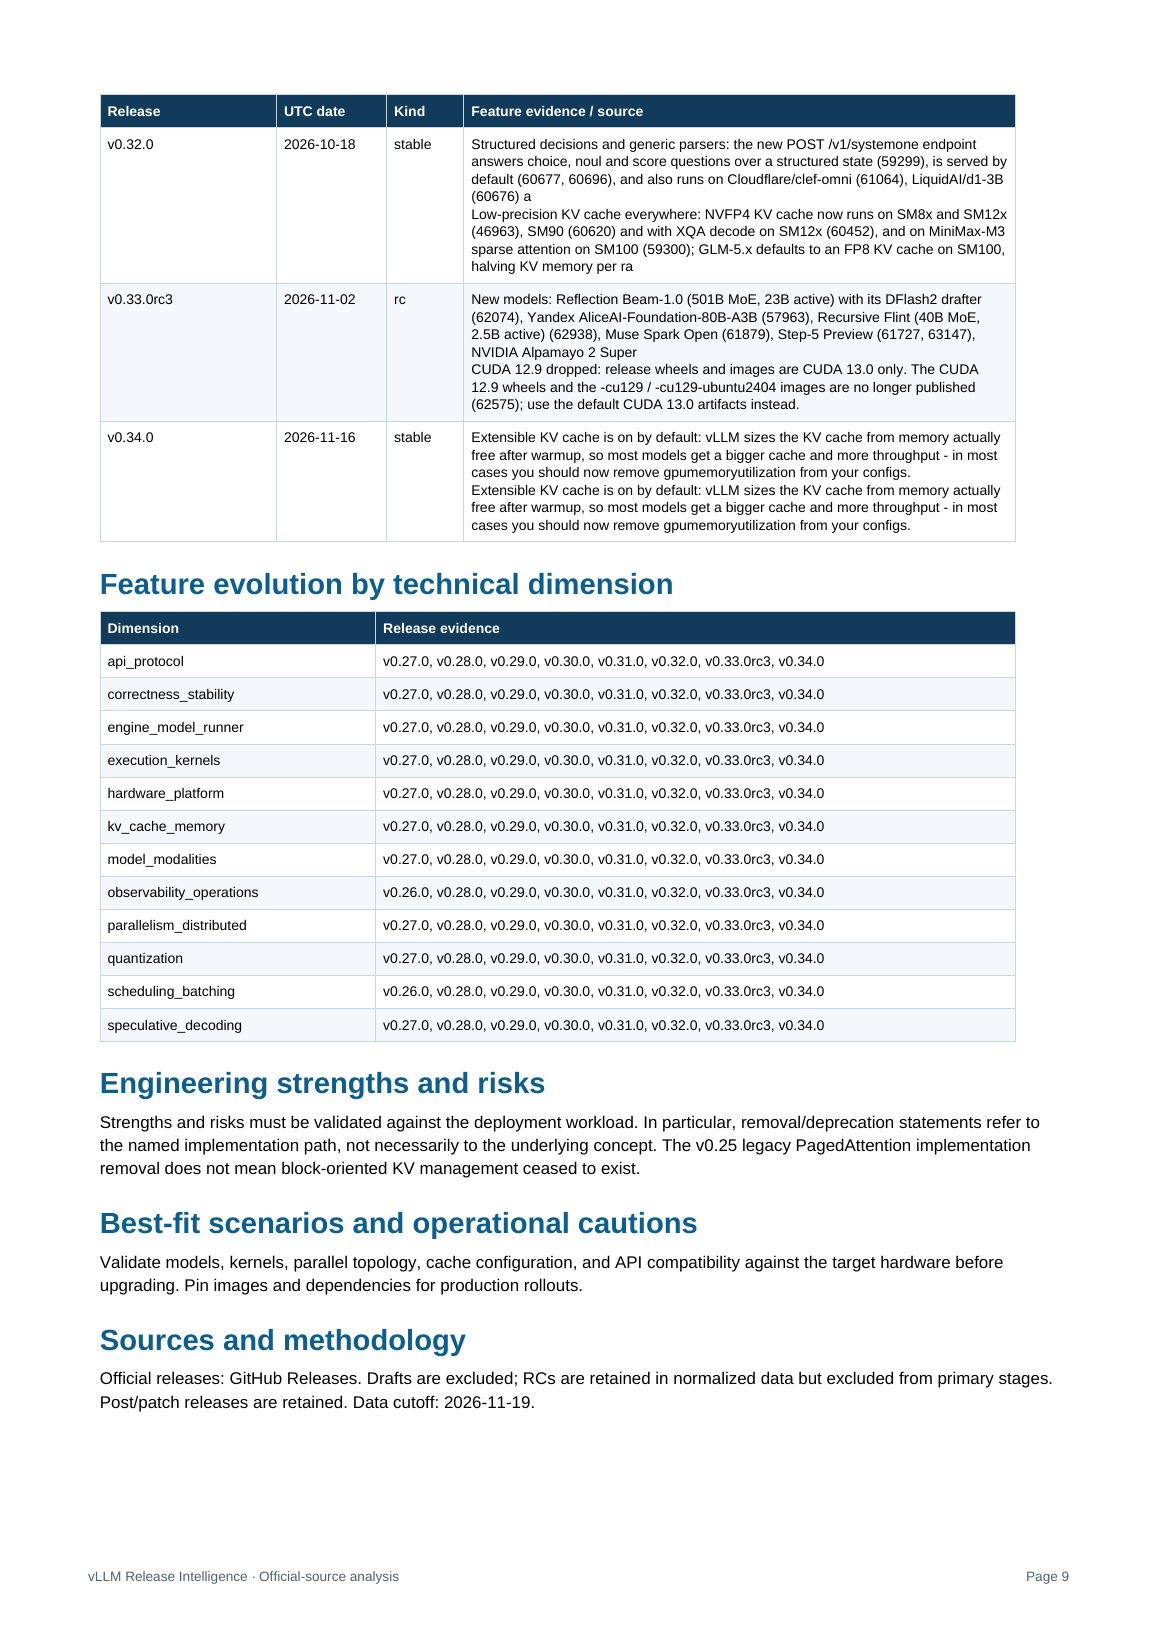 Release UTC date Kind Feature evidence / source
v0.32.0 2026-10-18 stable Structured decisions and generic parsers: the new POST /v1/systemone endpoint
answers choice, noul and score questions over a structured state (59299), is served by
default (60677, 60696), and also runs on Cloudflare/clef-omni (61064), LiquidAI/d1-3B
(60676) a
Low-precision KV cache everywhere: NVFP4 KV cache now runs on SM8x and SM12x
(46963), SM90 (60620) and with XQA decode on SM12x (60452), and on MiniMax-M3
sparse attention on SM100 (59300); GLM-5.x defaults to an FP8 KV cache on SM100,
halving KV memory per ra
v0.33.0rc3 2026-11-02 rc New models: Reflection Beam-1.0 (501B MoE, 23B active) with its DFlash2 drafter
(62074), Yandex AliceAI-Foundation-80B-A3B (57963), Recursive Flint (40B MoE,
2.5B active) (62938), Muse Spark Open (61879), Step-5 Preview (61727, 63147),
NVIDIA Alpamayo 2 Super
CUDA 12.9 dropped: release wheels and images are CUDA 13.0 only. The CUDA
12.9 wheels and the -cu129 / -cu129-ubuntu2404 images are no longer published
(62575); use the default CUDA 13.0 artifacts instead.
v0.34.0 2026-11-16 stable Extensible KV cache is on by default: vLLM sizes the KV cache from memory actually
free after warmup, so most models get a bigger cache and more throughput - in most
cases you should now remove gpumemoryutilization from your configs.
Extensible KV cache is on by default: vLLM sizes the KV cache from memory actually
free after warmup, so most models get a bigger cache and more throughput - in most
cases you should now remove gpumemoryutilization from your configs.
Feature evolution by technical dimension
Dimension Release evidence
api_protocol v0.27.0, v0.28.0, v0.29.0, v0.30.0, v0.31.0, v0.32.0, v0.33.0rc3, v0.34.0
correctness_stability v0.27.0, v0.28.0, v0.29.0, v0.30.0, v0.31.0, v0.32.0, v0.33.0rc3, v0.34.0
engine_model_runner v0.27.0, v0.28.0, v0.29.0, v0.30.0, v0.31.0, v0.32.0, v0.33.0rc3, v0.34.0
execution_kernels v0.27.0, v0.28.0, v0.29.0, v0.30.0, v0.31.0, v0.32.0, v0.33.0rc3, v0.34.0
hardware_platform v0.27.0, v0.28.0, v0.29.0, v0.30.0, v0.31.0, v0.32.0, v0.33.0rc3, v0.34.0
kv_cache_memory v0.27.0, v0.28.0, v0.29.0, v0.30.0, v0.31.0, v0.32.0, v0.33.0rc3, v0.34.0
model_modalities v0.27.0, v0.28.0, v0.29.0, v0.30.0, v0.31.0, v0.32.0, v0.33.0rc3, v0.34.0
observability_operations v0.26.0, v0.28.0, v0.29.0, v0.30.0, v0.31.0, v0.32.0, v0.33.0rc3, v0.34.0
parallelism_distributed v0.27.0, v0.28.0, v0.29.0, v0.30.0, v0.31.0, v0.32.0, v0.33.0rc3, v0.34.0
quantization v0.27.0, v0.28.0, v0.29.0, v0.30.0, v0.31.0, v0.32.0, v0.33.0rc3, v0.34.0
scheduling_batching v0.26.0, v0.28.0, v0.29.0, v0.30.0, v0.31.0, v0.32.0, v0.33.0rc3, v0.34.0
speculative_decoding v0.27.0, v0.28.0, v0.29.0, v0.30.0, v0.31.0, v0.32.0, v0.33.0rc3, v0.34.0
Engineering strengths and risks
Strengths and risks must be validated against the deployment workload. In particular, removal/deprecation statements refer to
the named implementation path, not necessarily to the underlying concept. The v0.25 legacy PagedAttention implementation
removal does not mean block-oriented KV management ceased to exist.
Best-fit scenarios and operational cautions
Validate models, kernels, parallel topology, cache configuration, and API compatibility against the target hardware before
upgrading. Pin images and dependencies for production rollouts.
Sources and methodology
Official releases: GitHub Releases. Drafts are excluded; RCs are retained in normalized data but excluded from primary stages.
Post/patch releases are retained. Data cutoff: 2026-11-19.
vLLM Release Intelligence · Official-source analysis Page 9